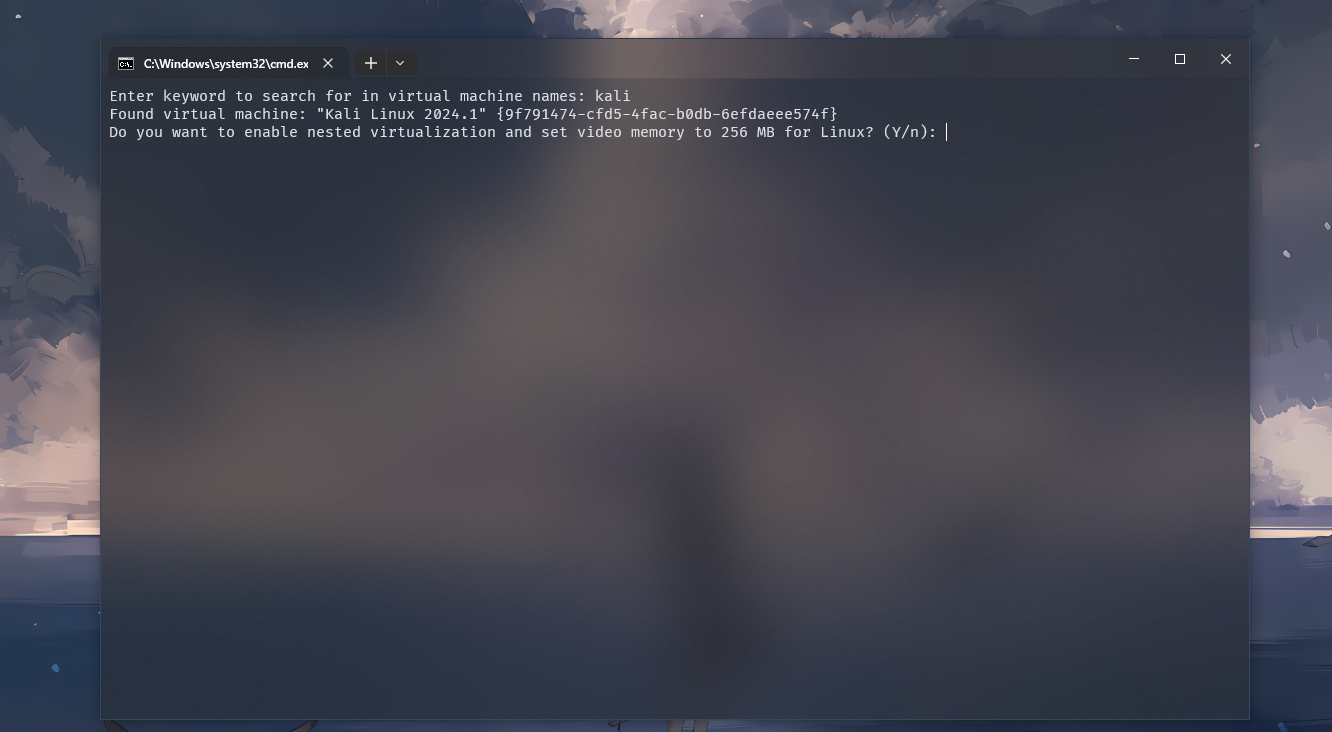 C:\Windows\system32\cmd.ex
Enter keyword to search for in virtual machine names: kali
Found virtual machine: "Kali Linux 2024.1" {9f791474-cfd5-4fac-b0db-6efdaeee574f}
Do you want to enable nested virtualization and set video memory to 256 MB for Linux? (Y/n):